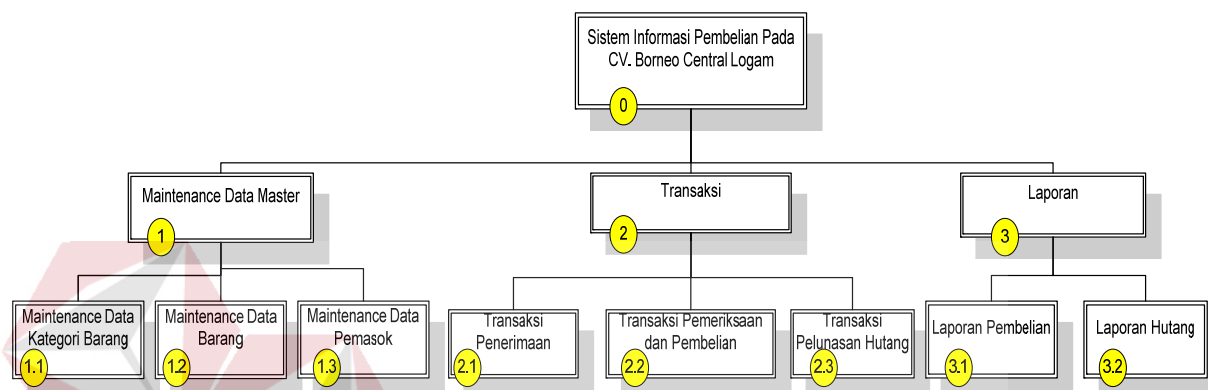 Sistem Informasi Pembelian Pada
CV. Borneo Central Logam
0
Maintenance Data Master
1
Transaksi
2
Laporan
3
Maintenance Data
Kategori Barang
1.1
Maintenance Data
Barang
1.2
Maintenance Data
Pemasok
1.3
Transaksi
Penerimaan
2.1
Transaksi Pemeriksaan
dan Pembelian
2.2
Transaksi
Pelunasan Hutang
2.3
Laporan Pembelian
3.1
Laporan Hutang
3.2